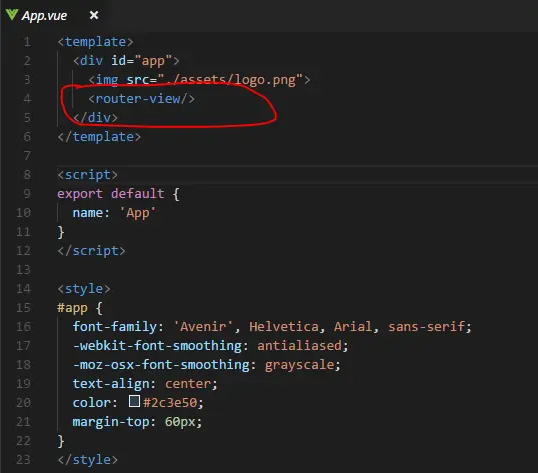 App.vue ×
1 <template>
2 <div id="app">
3 <img src="./assets/logo.png">
4 <router-view/>
5 </div>
6 </template>
7
8 <script>
9 export default {
10 name: 'App'
11 }
12 </script>
13
14 <style>
15 #app {
16 font-family: 'Avenir', Helvetica, Arial, sans-serif;
17 -webkit-font-smoothing: antialiased;
18 -moz-osx-font-smoothing: grayscale;
19 text-align: center;
20 color: #2c3e50;
21 margin-top: 60px;
22 }
23 </style>